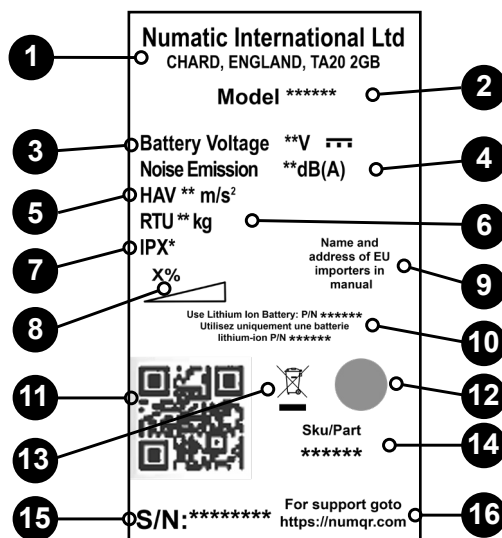 Numatic International Ltd
1
CHARD, ENGLAND, TA20 2GB
Model ******
2
3
Battery Voltage **V
Noise Emission **dB(A)
4
5
HAV ** m/s²
RTU ** kg
6
7
IPX*
Name and
address of EU
importers in
manual
9
X%
8
Use Lithium Ion Battery: P/N ******
Utilisez uniquement une batterie
lithium-ion P/N ******
10
11
12
13
Sku/Part
14
******
15
S/N:********
For support goto
https://numqr.com
16